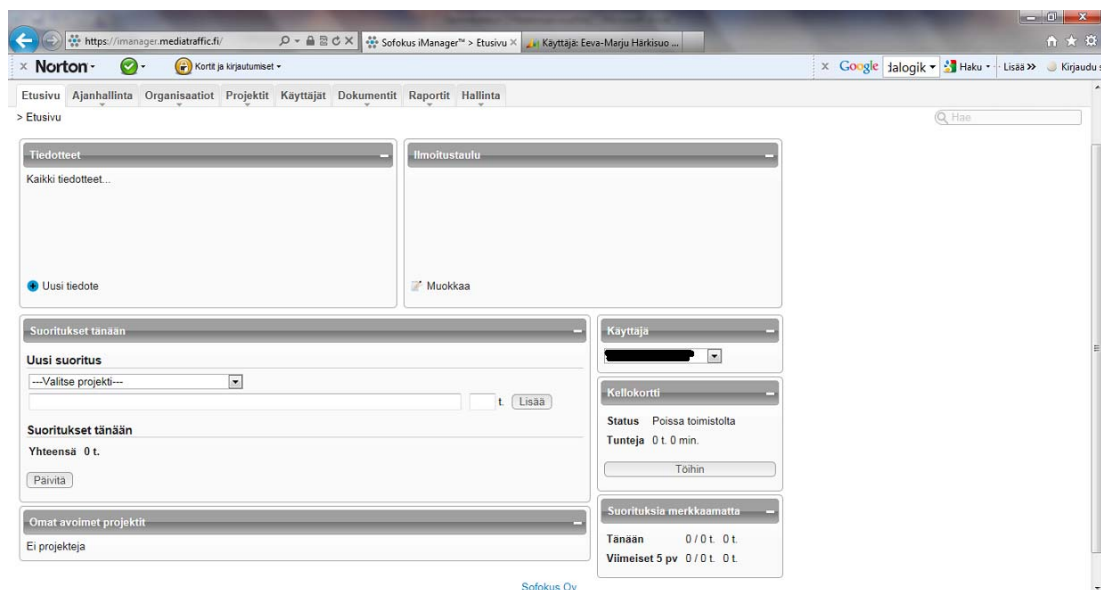 https://imanager.mediatraffic.fi/ Sofokus iManager™ > Etusivu Käyttäjä: Eeva-Marju Härkisuo ...
Norton Kortit ja kirjautumiset Google Jalogik Haku Lisää >> Kirjaudu
Etusivu Ajanhallinta Organisaatiot Projektit Käyttäjät Dokumentit Raportit Hallinta
> Etusivu Hae
Tiedotteet
Kaikki tiedotteet...
Uusi tiedote
Ilmoitustaulu
Muokkaa
Suoritukset tänään
Uusi suoritus
---Valitse projekti---
t. Lisää
Suoritukset tänään
Yhteensä 0 t.
Päivitä
Omat avoimet projektit
Ei projekteja
Käyttäjä
Kellokortti
Status Poissa toimistolta
Tunteja 0 t. 0 min.
Töihin
Suorituksia merkkaamatta
Tänään 0 / 0 t. 0 t.
Viimeiset 5 pv 0 / 0 t. 0 t.
Sofokus Oy